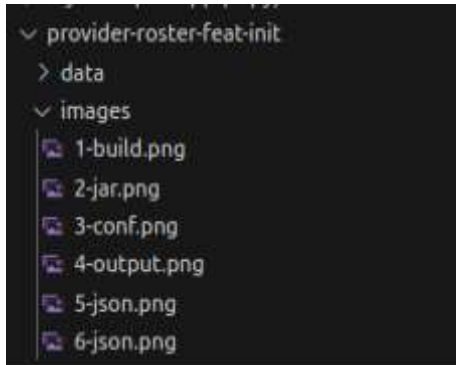 provider-roster-feat-init
data
images
1-build.png
2-jar.png
3-conf.png
4-output.png
5-json.png
6-json.png